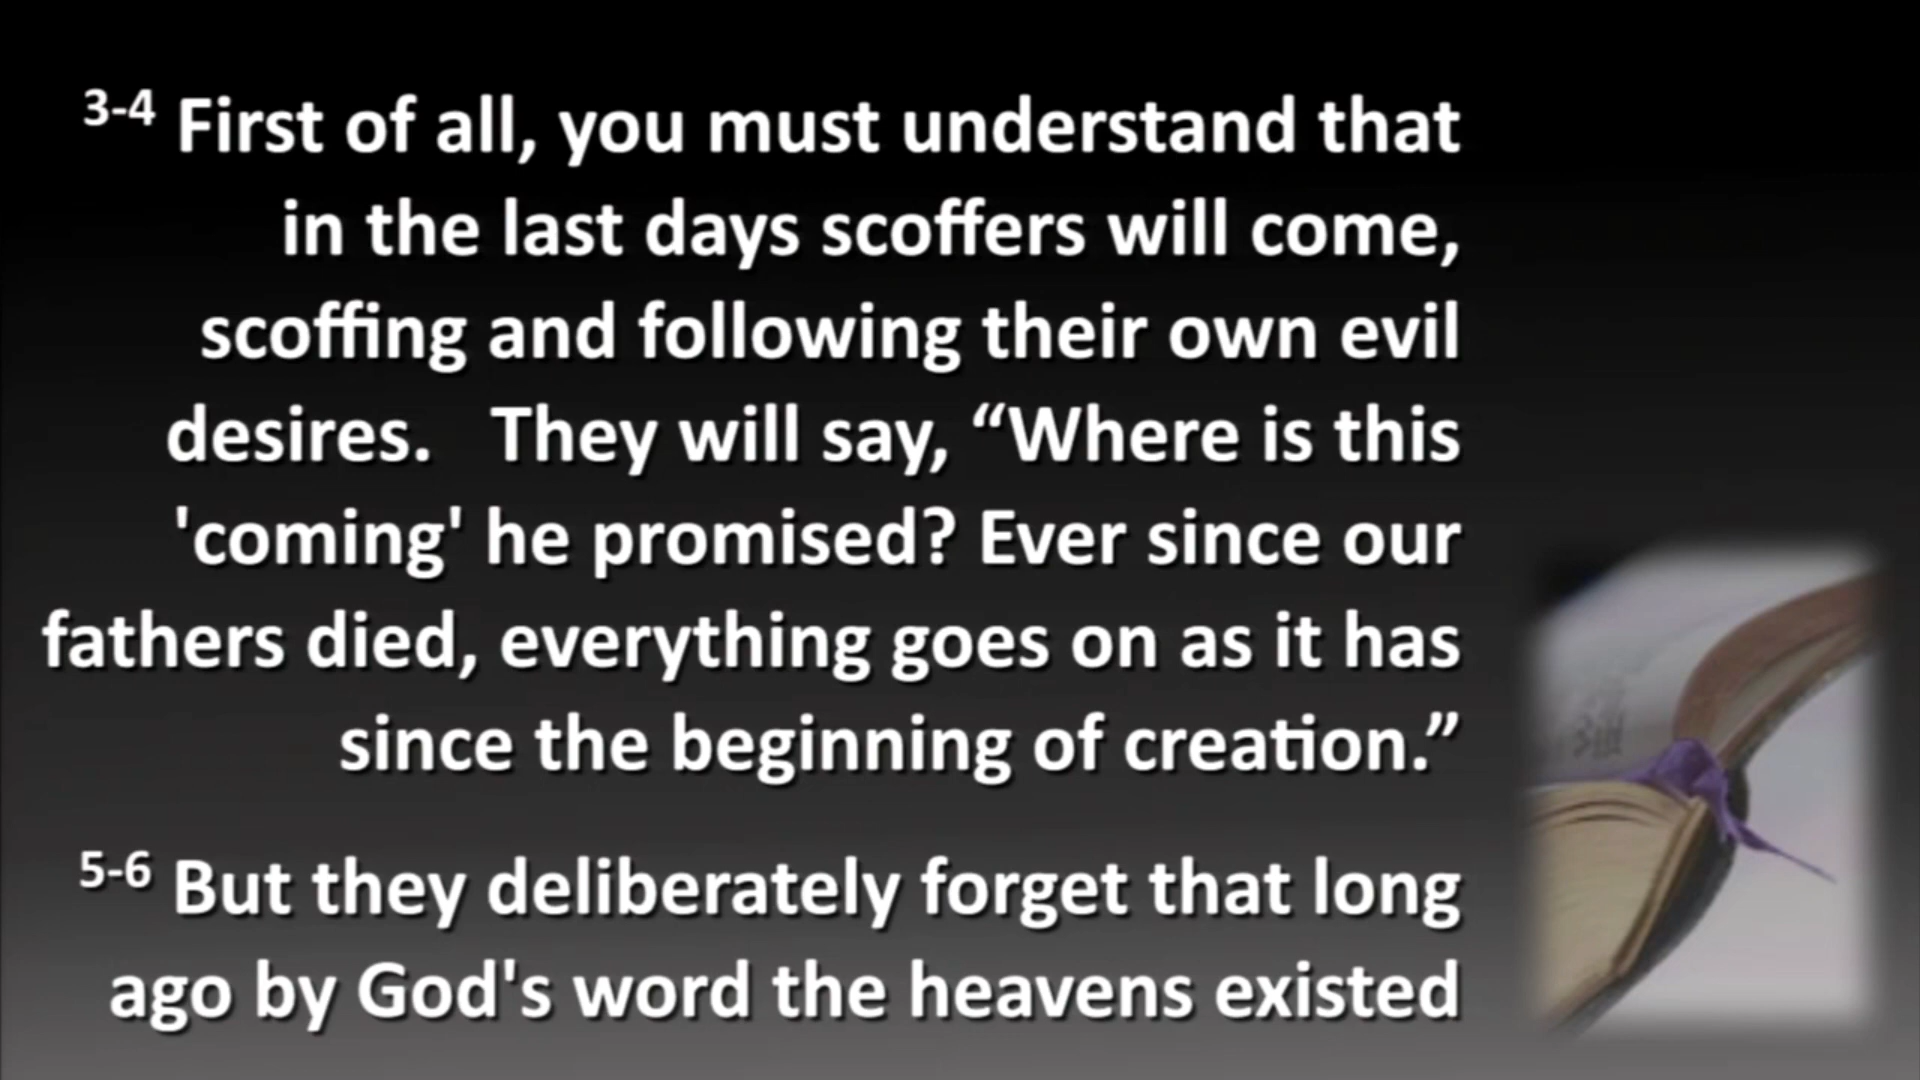 3-4 First of all, you must understand that
in the last days scoffers will come,
scoffing and following their own evil
desires.   They will say, “Where is this
'coming' he promised? Ever since our
fathers died, everything goes on as it has
since the beginning of creation.”
5-6 But they deliberately forget that long
ago by God's word the heavens existed